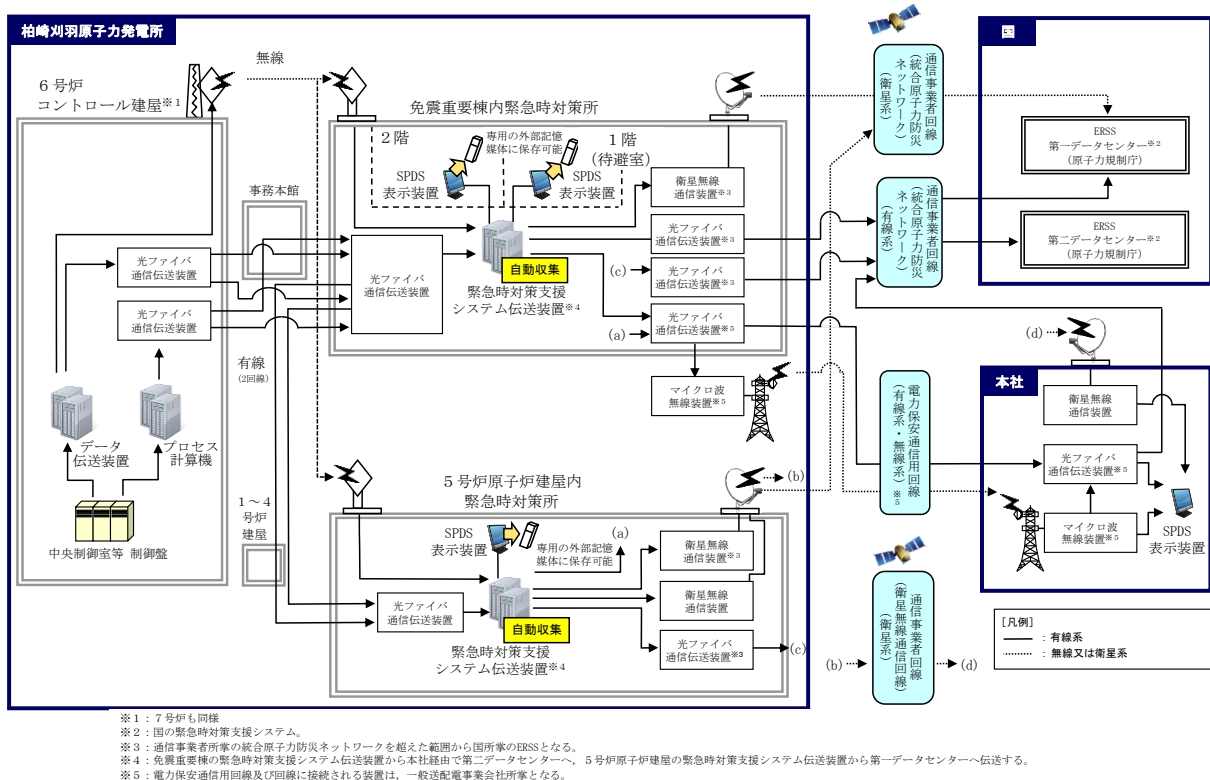 柏崎刈羽原子力発電所
6号炉
コントロール建屋※1
無線
免震重要棟内緊急時対策所
2階
専用の外部記憶
媒体に保存可能
1階
(待避室)
SPDS
表示装置
SPDS
表示装置
衛星無線
通信装置※3
光ファイバ
通信伝送装置※3
(c)
光ファイバ
通信伝送装置※3
(a)
光ファイバ
通信伝送装置※5
マイクロ波
無線装置※5
自動収集
緊急時対策支援
システム伝送装置※4
光ファイバ
通信伝送装置
事務本館
光ファイバ
通信伝送装置
光ファイバ
通信伝送装置
有線
(2回線)
データ
伝送装置
プロセス
計算機
中央制御室等 制御盤
1～4
号炉
建屋
5号炉原子炉建屋内
緊急時対策所
SPDS
表示装置
専用の外部記憶
媒体に保存可能
(a)
(b)
衛星無線
通信装置※3
衛星無線
通信装置
光ファイバ
通信伝送装置※3
(c)
光ファイバ
通信伝送装置
自動収集
緊急時対策支援
システム伝送装置※4
通信事業者回線
(統合原子力防災
ネットワーク)
(衛星系)
通信事業者回線
(統合原子力防災
ネットワーク)
(有線系)
電力保安通信用回線
(有線系・無線系)※5
通信事業者回線
(衛星無線通信回線)
(衛星系)
(b)
(d)
国
ERSS
第一データセンター※2
(原子力規制庁)
ERSS
第二データセンター※2
(原子力規制庁)
(d)
本社
衛星無線
通信装置
光ファイバ
通信伝送装置※5
マイクロ波
無線装置※5
SPDS
表示装置
[凡例]
：有線系
：無線又は衛星系
※1：7号炉も同様
※2：国の緊急時対策支援システム。
※3：通信事業者所掌の統合原子力防災ネットワークを超えた範囲から国所掌のERSSとなる。
※4：免震重要棟の緊急時対策支援システム伝送装置から本社経由で第二データセンターへ，5号炉原子炉建屋の緊急時対策支援システム伝送装置から第一データセンターへ伝送する。
※5：電力保安通信用回線及び回線に接続される装置は，一般送配電事業会社所掌となる。